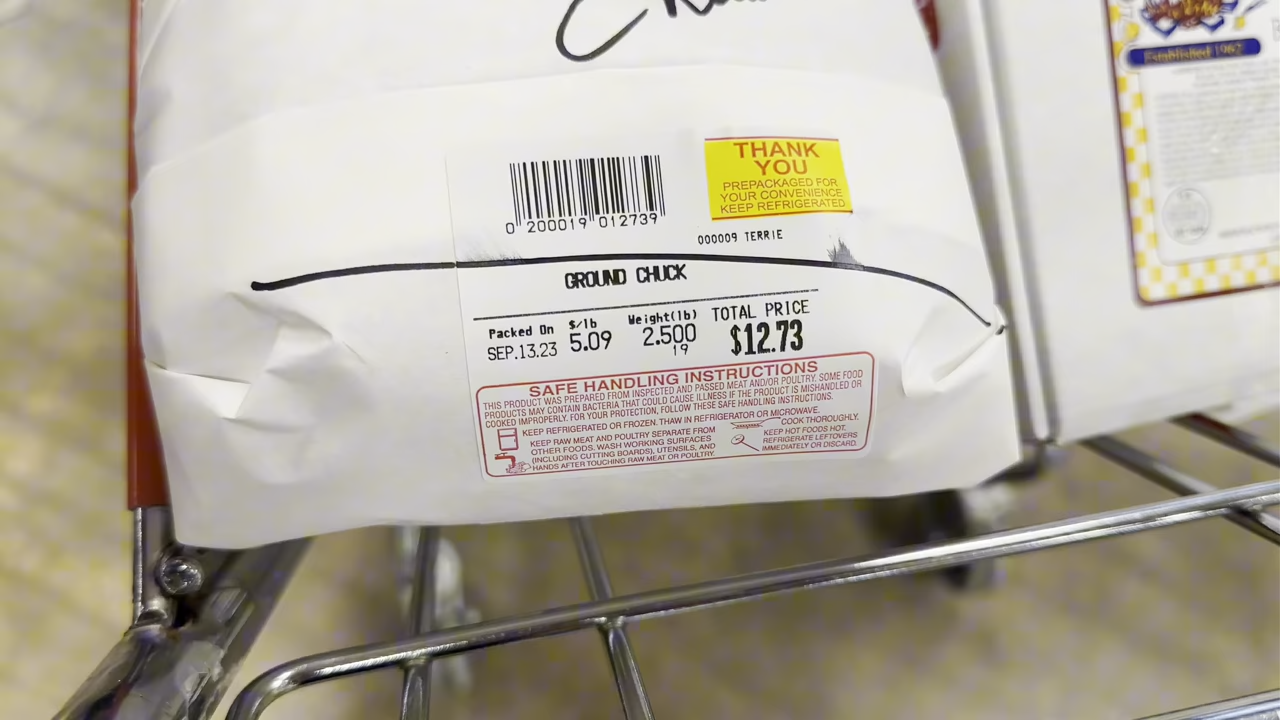 Established 1962
THANK
YOU
PREPACKAGED FOR
YOUR CONVENIENCE
KEEP REFRIGERATED
0 200019 012739
000009 TERRIE
GROUND CHUCK
Packed On $/lb Weight(lb) TOTAL PRICE
SEP.13.23 5.09 2.500 $12.73
19
SAFE HANDLING INSTRUCTIONS
THIS PRODUCT WAS PREPARED FROM INSPECTED AND PASSED MEAT AND/OR POULTRY. SOME FOOD
PRODUCTS MAY CONTAIN BACTERIA THAT COULD CAUSE ILLNESS IF THE PRODUCT IS MISHANDLED OR
COOKED IMPROPERLY. FOR YOUR PROTECTION, FOLLOW THESE SAFE HANDLING INSTRUCTIONS.
KEEP REFRIGERATED OR FROZEN. THAW IN REFRIGERATOR OR MICROWAVE.
KEEP RAW MEAT AND POULTRY SEPARATE FROM
OTHER FOODS. WASH WORKING SURFACES
(INCLUDING CUTTING BOARDS), UTENSILS, AND
HANDS AFTER TOUCHING RAW MEAT OR POULTRY.
COOK THOROUGHLY.
KEEP HOT FOODS HOT.
REFRIGERATE LEFTOVERS
IMMEDIATELY OR DISCARD.